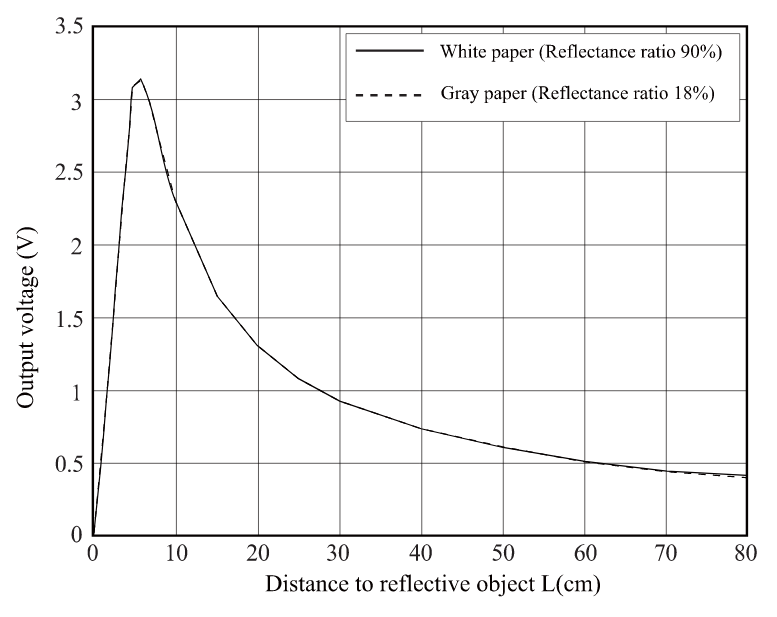 3.5
3
2.5
2
1.5
1
0.5
0
Output voltage (V)
White paper (Reflectance ratio 90%)
Gray paper (Reflectance ratio 18%)
0 10 20 30 40 50 60 70 80
Distance to reflective object L(cm)